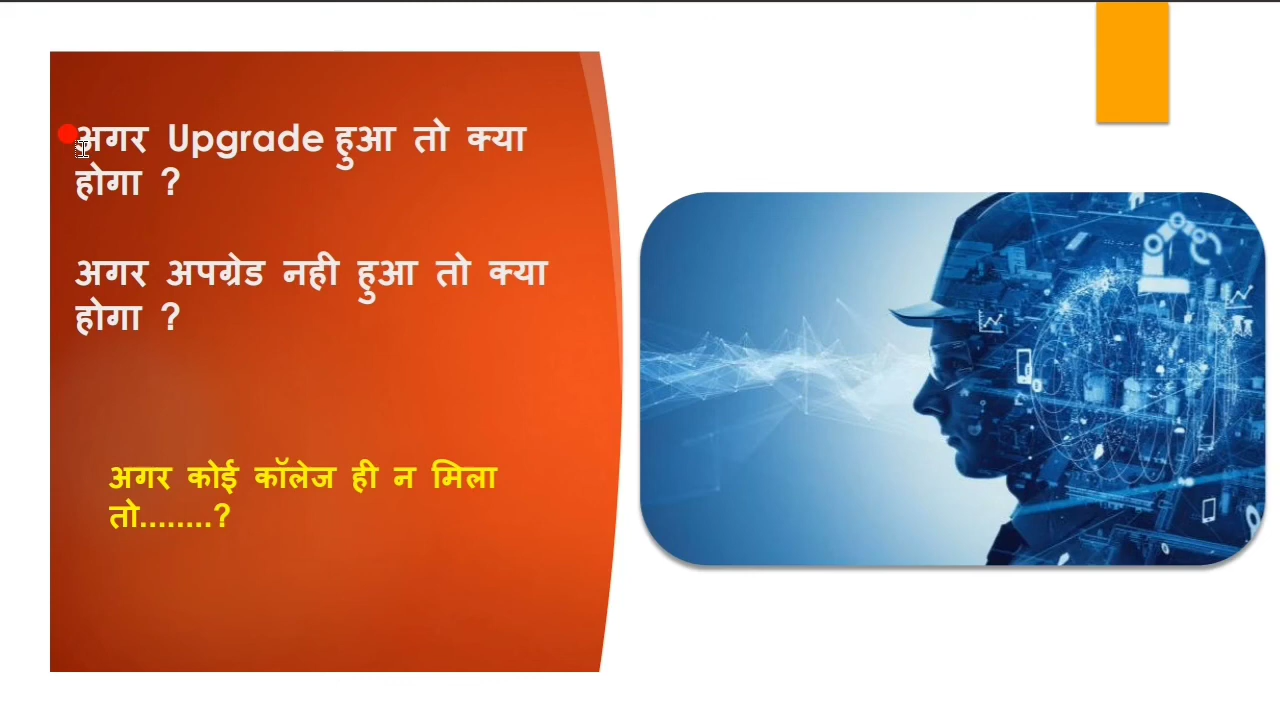 अगर Upgrade हुआ तो क्या
होगा ?
अगर अपग्रेड नही हुआ तो क्या
होगा ?
अगर कोई कॉलेज ही न मिला
तो........?